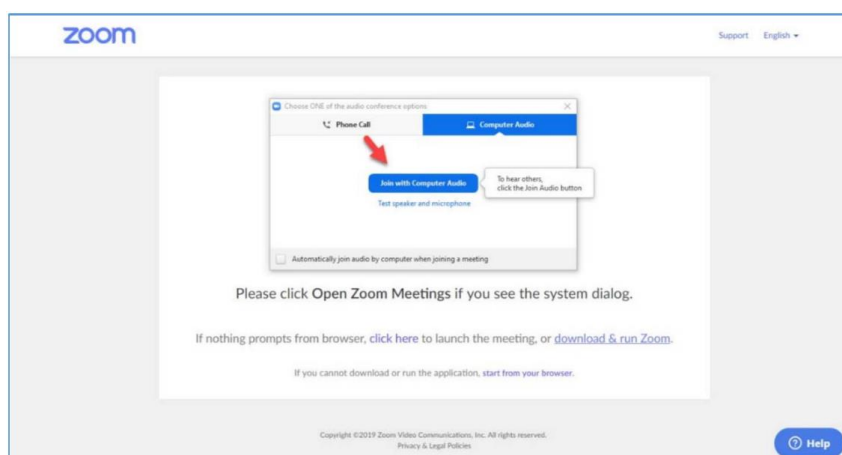 zoom
Support English
Choose ONE of the audio conference options
Phone Call
Computer Audio
Join with Computer Audio
To hear others,
click the Join Audio button
Test speaker and microphone
Automatically join audio by computer when joining a meeting
Please click Open Zoom Meetings if you see the system dialog.
If nothing prompts from browser, click here to launch the meeting, or download & run Zoom.
If you cannot download or run the application, start from your browser.
Copyright ©2019 Zoom Video Communications, Inc. All rights reserved.
Privacy & Legal Policies
Help